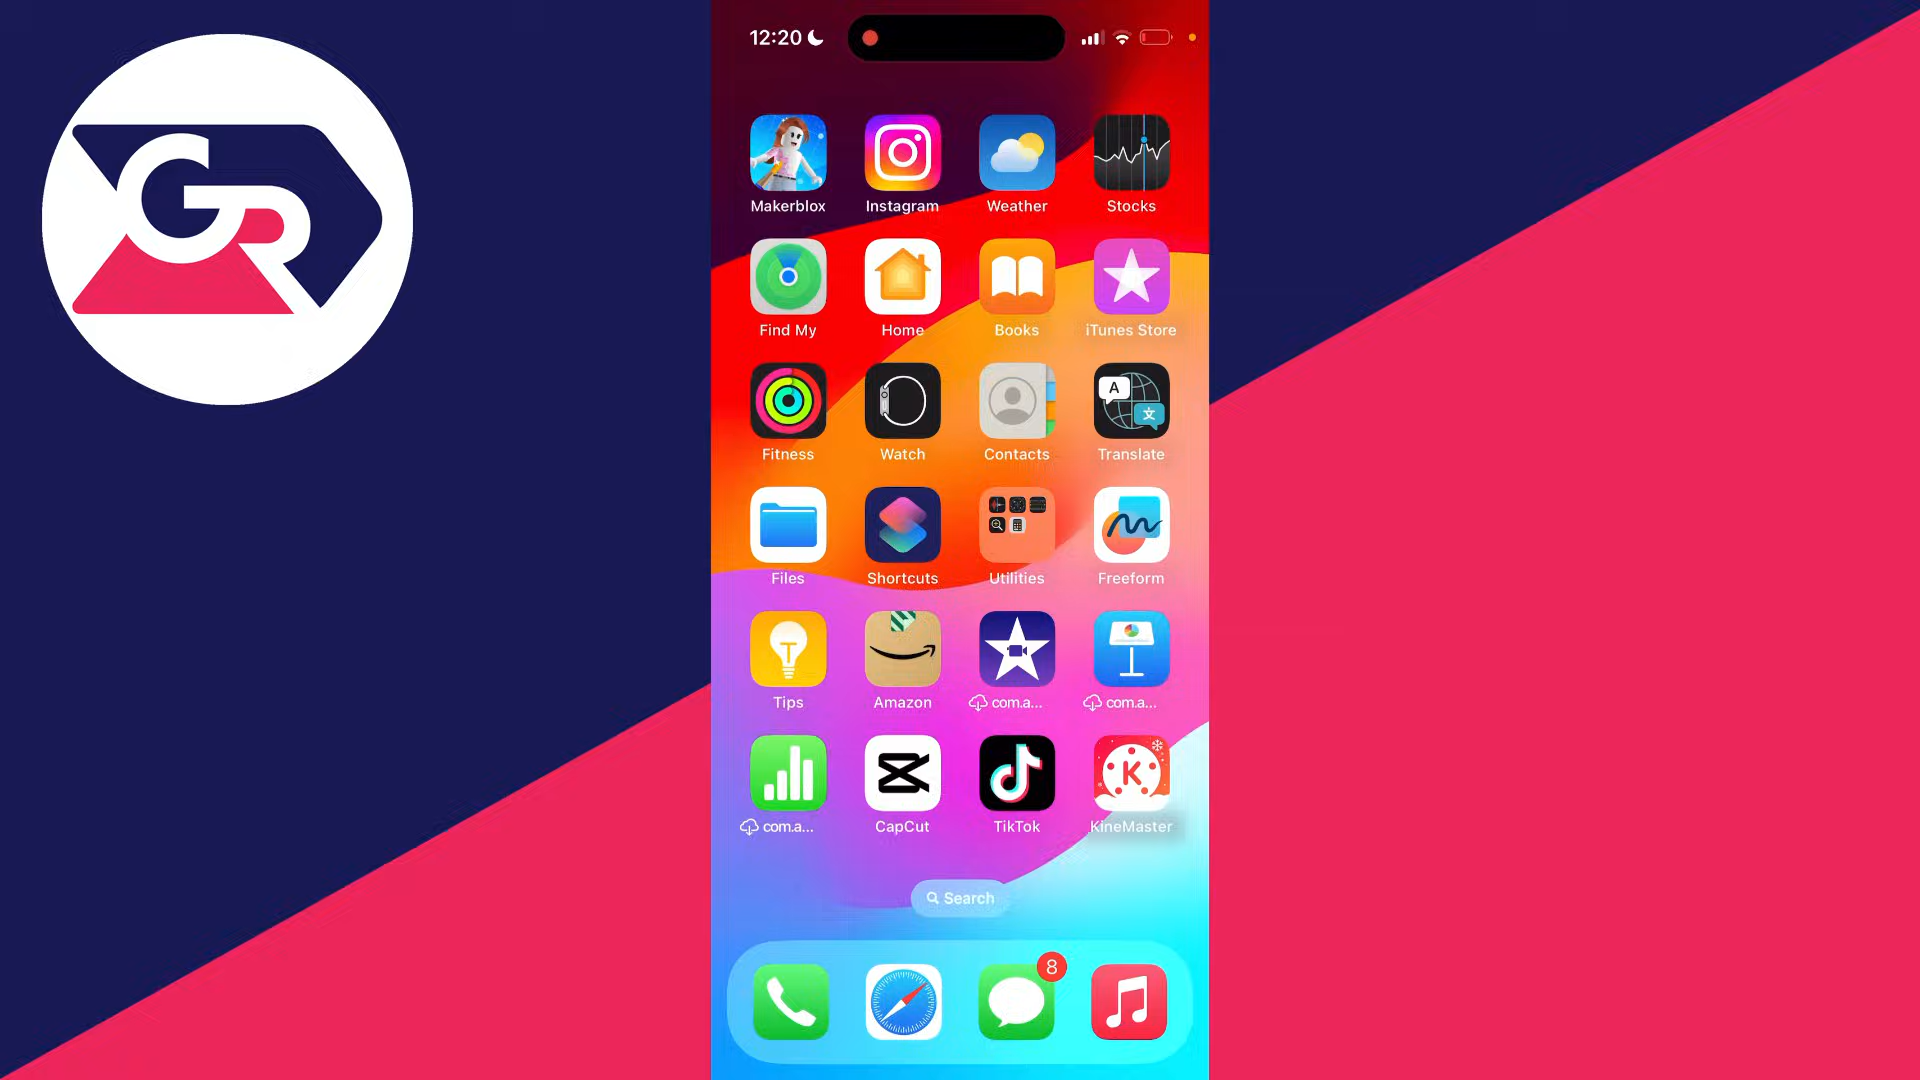 GR
12:20
Makerblox
Instagram
Weather
Stocks
Find My
Home
Books
iTunes Store
A
文
Fitness
Watch
Contacts
Translate
Files
Shortcuts
Utilities
Freeform
T
Tips
Amazon
com.a...
com.a...
K
com.a...
CapCut
TikTok
KineMaster
Search
8